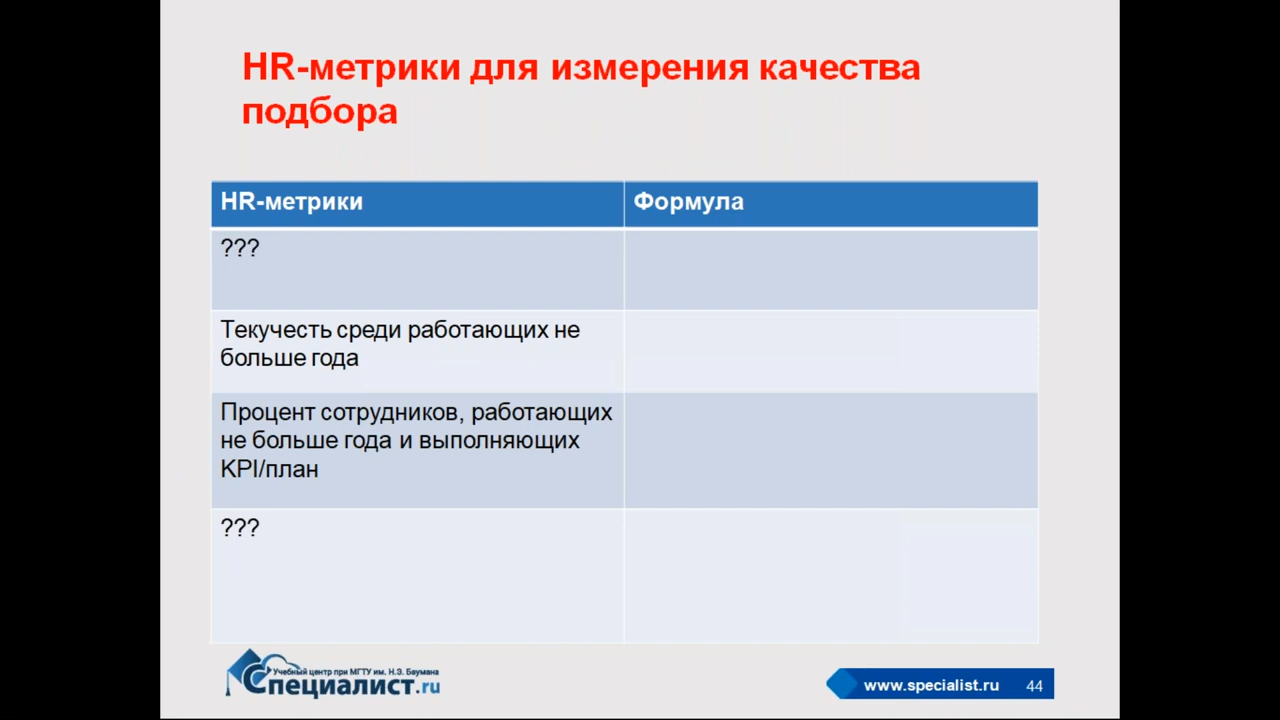 HR-метрики для измерения качества
подбора
HR-метрики
Формула
???
Текучесть среди работающих не
больше года
Процент сотрудников, работающих
не больше года и выполняющих
KPI/план
???
Учебный центр при МГТУ им. Н.Э. Баумана
Специалист.ru
www.specialist.ru
44